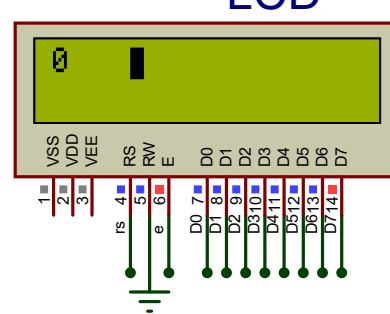 LCD
0
VSS VDD VEE RS RW E D0 D1 D2 D3 D4 D5 D6 D7
1 2 3 4 5 6 7 8 9 10 11 12 13 14
rs e D0 D1 D2 D3 D4 D5 D6 D7